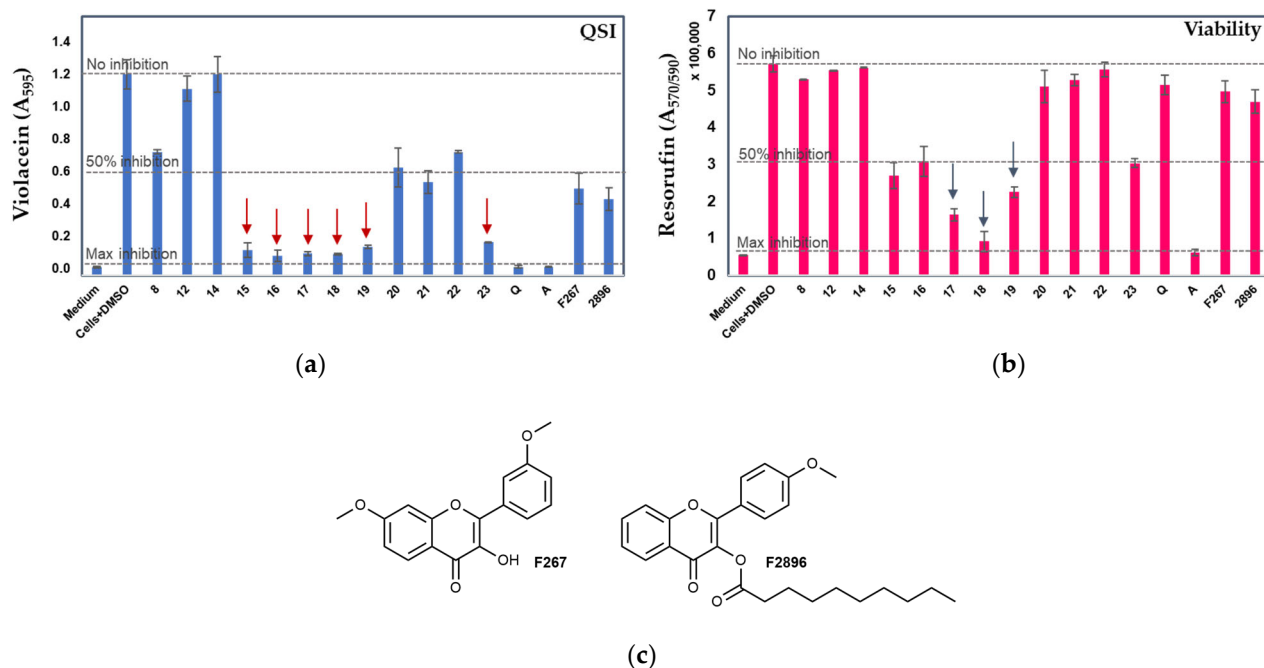 QSI
Violacein (A595)
1.4
1.2
1.0
0.8
0.6
0.4
0.2
0.0
No inhibition
50% inhibition
Max inhibition
Medium
Cells+DMSO
8
12
14
15
16
17
18
19
20
21
22
23
Q
A
F267
2896
(a)
Viability
Resorufin (A570/590)
x 100,000
7
6
5
4
3
2
1
0
No inhibition
50% inhibition
Max inhibition
Medium
Cells+DMSO
8
12
14
15
16
17
18
19
20
21
22
23
Q
A
F267
2896
(b)
O
O
O
O
OH
F267
O
O
O
O
O
F2896
(c)